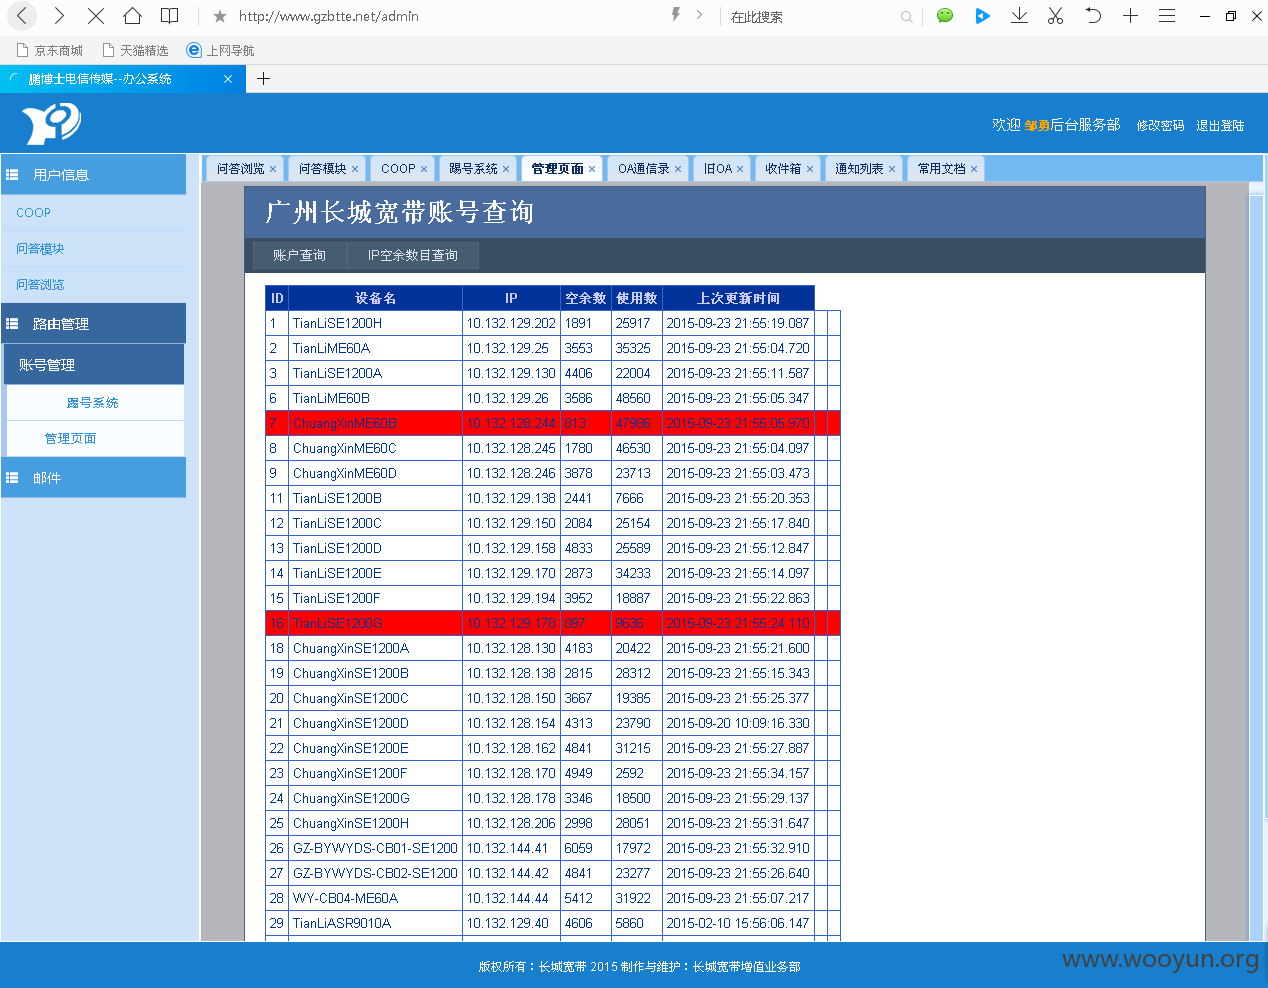 http://www.gzbtte.net/admin
在此搜索
京东商城 天猫精选 上网导航
鹏博士电信传媒--办公系统
欢迎 邹勇后台服务部 修改密码 退出登陆
问答浏览 问答模块 COOP 踢号系统 管理页面 OA通信录 旧OA 收件箱 通知列表 常用文档
用户信息
COOP
问答模块
问答浏览
路由管理
账号管理
踢号系统
管理页面
邮件
广州长城宽带账号查询
账户查询 IP空余数目查询
ID 设备名 IP 空余数 使用数 上次更新时间
1 TianLiSE1200H 10.132.129.202 1891 25917 2015-09-23 21:55:19.087
2 TianLiME60A 10.132.129.25 3553 35325 2015-09-23 21:55:04.720
3 TianLiSE1200A 10.132.129.130 4406 22004 2015-09-23 21:55:11.587
6 TianLiME60B 10.132.129.26 3586 48560 2015-09-23 21:55:05.347
7 ChuangXinME60B 10.132.128.244 813 47986 2015-09-23 21:55:05.970
8 ChuangXinME60C 10.132.128.245 1780 46530 2015-09-23 21:55:04.097
9 ChuangXinME60D 10.132.128.246 3878 23713 2015-09-23 21:55:03.473
11 TianLiSE1200B 10.132.129.138 2441 7666 2015-09-23 21:55:20.353
12 TianLiSE1200C 10.132.129.150 2084 25154 2015-09-23 21:55:17.840
13 TianLiSE1200D 10.132.129.158 4833 25589 2015-09-23 21:55:12.847
14 TianLiSE1200E 10.132.129.170 2873 34233 2015-09-23 21:55:14.097
15 TianLiSE1200F 10.132.129.194 3952 18887 2015-09-23 21:55:22.863
16 TianLiSE1200G 10.132.129.178 897 9636 2015-09-23 21:55:24.110
18 ChuangXinSE1200A 10.132.128.130 4183 20422 2015-09-23 21:55:21.600
19 ChuangXinSE1200B 10.132.128.138 2815 28312 2015-09-23 21:55:15.343
20 ChuangXinSE1200C 10.132.128.150 3667 19385 2015-09-23 21:55:25.377
21 ChuangXinSE1200D 10.132.128.154 4313 23790 2015-09-20 10:09:16.330
22 ChuangXinSE1200E 10.132.128.162 4841 31215 2015-09-23 21:55:27.887
23 ChuangXinSE1200F 10.132.128.170 4949 2592 2015-09-23 21:55:34.157
24 ChuangXinSE1200G 10.132.128.178 3346 18500 2015-09-23 21:55:29.137
25 ChuangXinSE1200H 10.132.128.206 2998 28051 2015-09-23 21:55:31.647
26 GZ-BYWYDS-CB01-SE1200 10.132.144.41 6059 17972 2015-09-23 21:55:32.910
27 GZ-BYWYDS-CB02-SE1200 10.132.144.42 4841 23277 2015-09-23 21:55:26.640
28 WY-CB04-ME60A 10.132.144.44 5412 31922 2015-09-23 21:55:07.217
29 TianLiASR9010A 10.132.129.40 4606 5860 2015-02-10 15:56:06.147
版权所有：长城宽带 2015 制作与维护：长城宽带增值业务部
www.wooyun.org